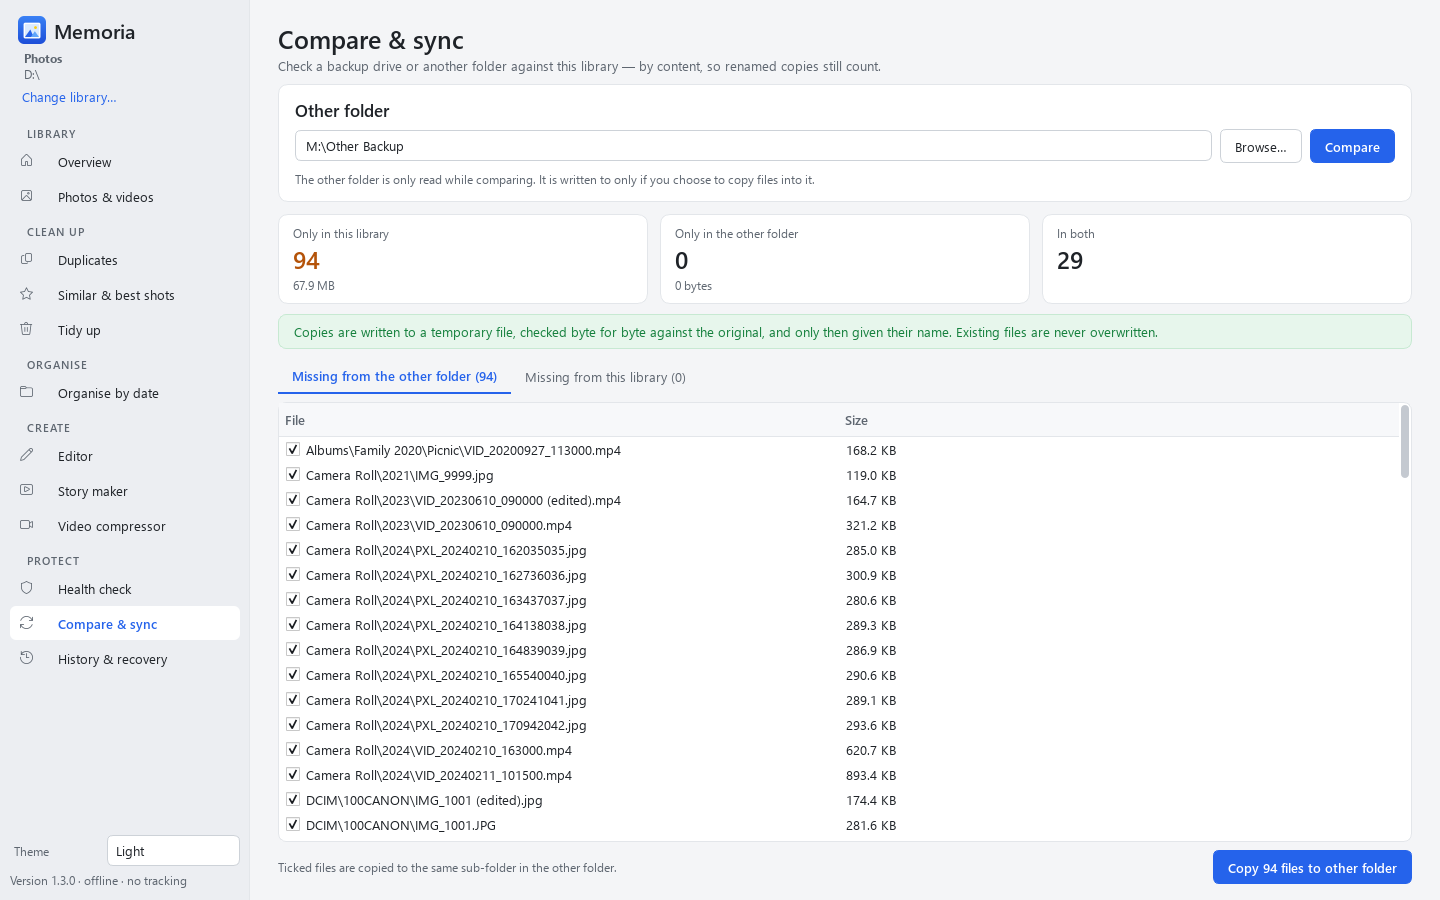 Memoria
Photos
D:\
Change library...
LIBRARY
Overview
Photos & videos
CLEAN UP
Duplicates
Similar & best shots
Tidy up
ORGANISE
Organise by date
CREATE
Editor
Story maker
Video compressor
PROTECT
Health check
Compare & sync
History & recovery
Theme
Light
Version 1.3.0 · offline · no tracking
Compare & sync
Check a backup drive or another folder against this library — by content, so renamed copies still count.
Other folder
M:\Other Backup
Browse...
Compare
The other folder is only read while comparing. It is written to only if you choose to copy files into it.
Only in this library
94
67.9 MB
Only in the other folder
0
0 bytes
In both
29
Copies are written to a temporary file, checked byte for byte against the original, and only then given their name. Existing files are never overwritten.
Missing from the other folder (94)
Missing from this library (0)
File Size
Albums\Family 2020\Picnic\VID_20200927_113000.mp4 168.2 KB
Camera Roll\2021\IMG_9999.jpg 119.0 KB
Camera Roll\2023\VID_20230610_090000 (edited).mp4 164.7 KB
Camera Roll\2023\VID_20230610_090000.mp4 321.2 KB
Camera Roll\2024\PXL_20240210_162035035.jpg 285.0 KB
Camera Roll\2024\PXL_20240210_162736036.jpg 300.9 KB
Camera Roll\2024\PXL_20240210_163437037.jpg 280.6 KB
Camera Roll\2024\PXL_20240210_164138038.jpg 289.3 KB
Camera Roll\2024\PXL_20240210_164839039.jpg 286.9 KB
Camera Roll\2024\PXL_20240210_165540040.jpg 290.6 KB
Camera Roll\2024\PXL_20240210_170241041.jpg 289.1 KB
Camera Roll\2024\PXL_20240210_170942042.jpg 293.6 KB
Camera Roll\2024\VID_20240210_163000.mp4 620.7 KB
Camera Roll\2024\VID_20240211_101500.mp4 893.4 KB
DCIM\100CANON\IMG_1001 (edited).jpg 174.4 KB
DCIM\100CANON\IMG_1001.JPG 281.6 KB
Ticked files are copied to the same sub-folder in the other folder.
Copy 94 files to other folder